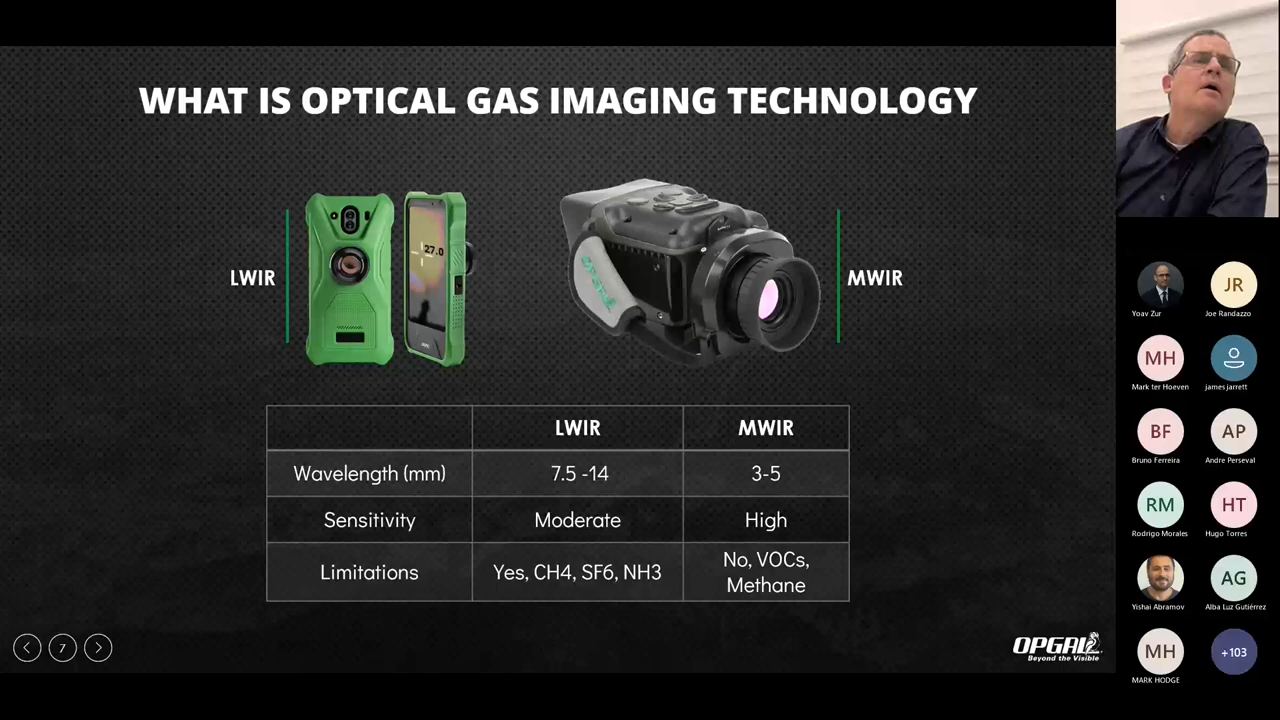 WHAT IS OPTICAL GAS IMAGING TECHNOLOGY
LWIR
27.0
OPGAL
MWIR
LWIR MWIR
Wavelength (mm) 7.5 -14 3-5
Sensitivity Moderate High
Limitations Yes, CH4, SF6, NH3 No, VOCs,
Methane
7
OPGAL
Beyond the Visible
Yoav Zur
JR
Joe Randazzo
MH
Mark ter Hoeven
james jarrett
BF
Bruno Ferreira
AP
Andre Perseval
RM
Rodrigo Morales
HT
Hugo Torres
Yishai Abramov
AG
Alba Luz Gutiérrez
MH
MARK HODGE
+103